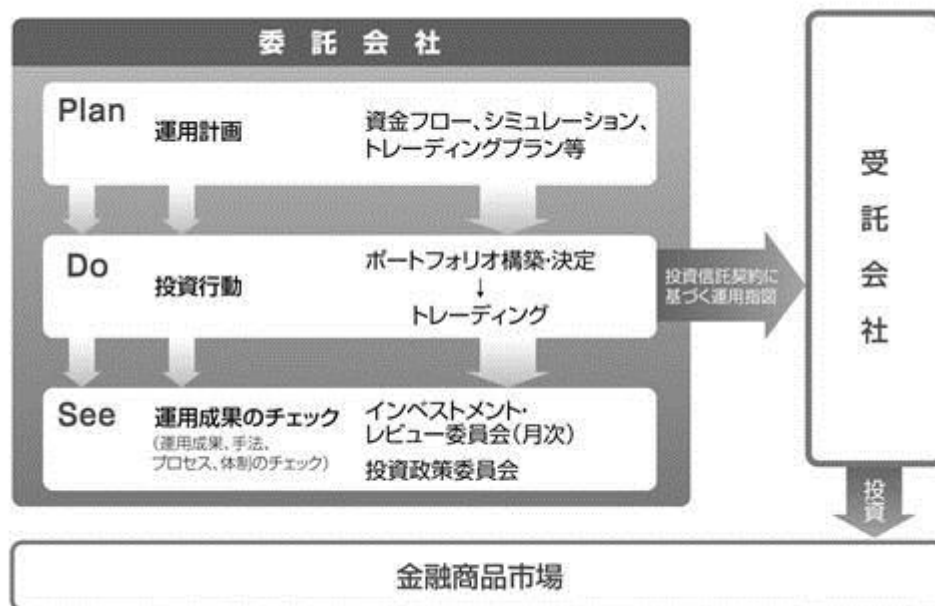 委託会社
Plan
運用計画
資金フロー、シミュレーション、
トレーディングプラン等
Do
投資行動
ポートフォリオ構築・決定
↓
トレーディング
See
運用成果のチェック
(運用成果、手法、
プロセス、体制のチェック)
インベストメント・
レビュー委員会(月次)
投資政策委員会
投資信託契約に
基づく運用指図
受託会社
投資
金融商品市場